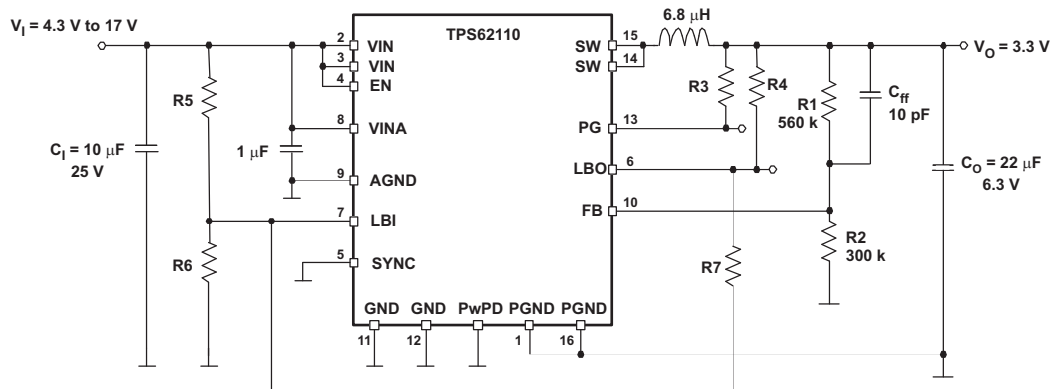 V_I = 4.3 V to 17 V
TPS62110
6.8 μH
V_O = 3.3 V
2
VIN
3
VIN
4
EN
8
VINA
9
AGND
7
LBI
5
SYNC
15
SW
14
SW
PG
13
LBO
6
FB
10
R5
R6
C_I = 10 μF
25 V
1 μF
R3
R4
R1
560 k
C_ff
10 pF
C_O = 22 μF
6.3 V
R2
300 k
R7
GND
GND
PwPD
PGND
PGND
11
12
1
16